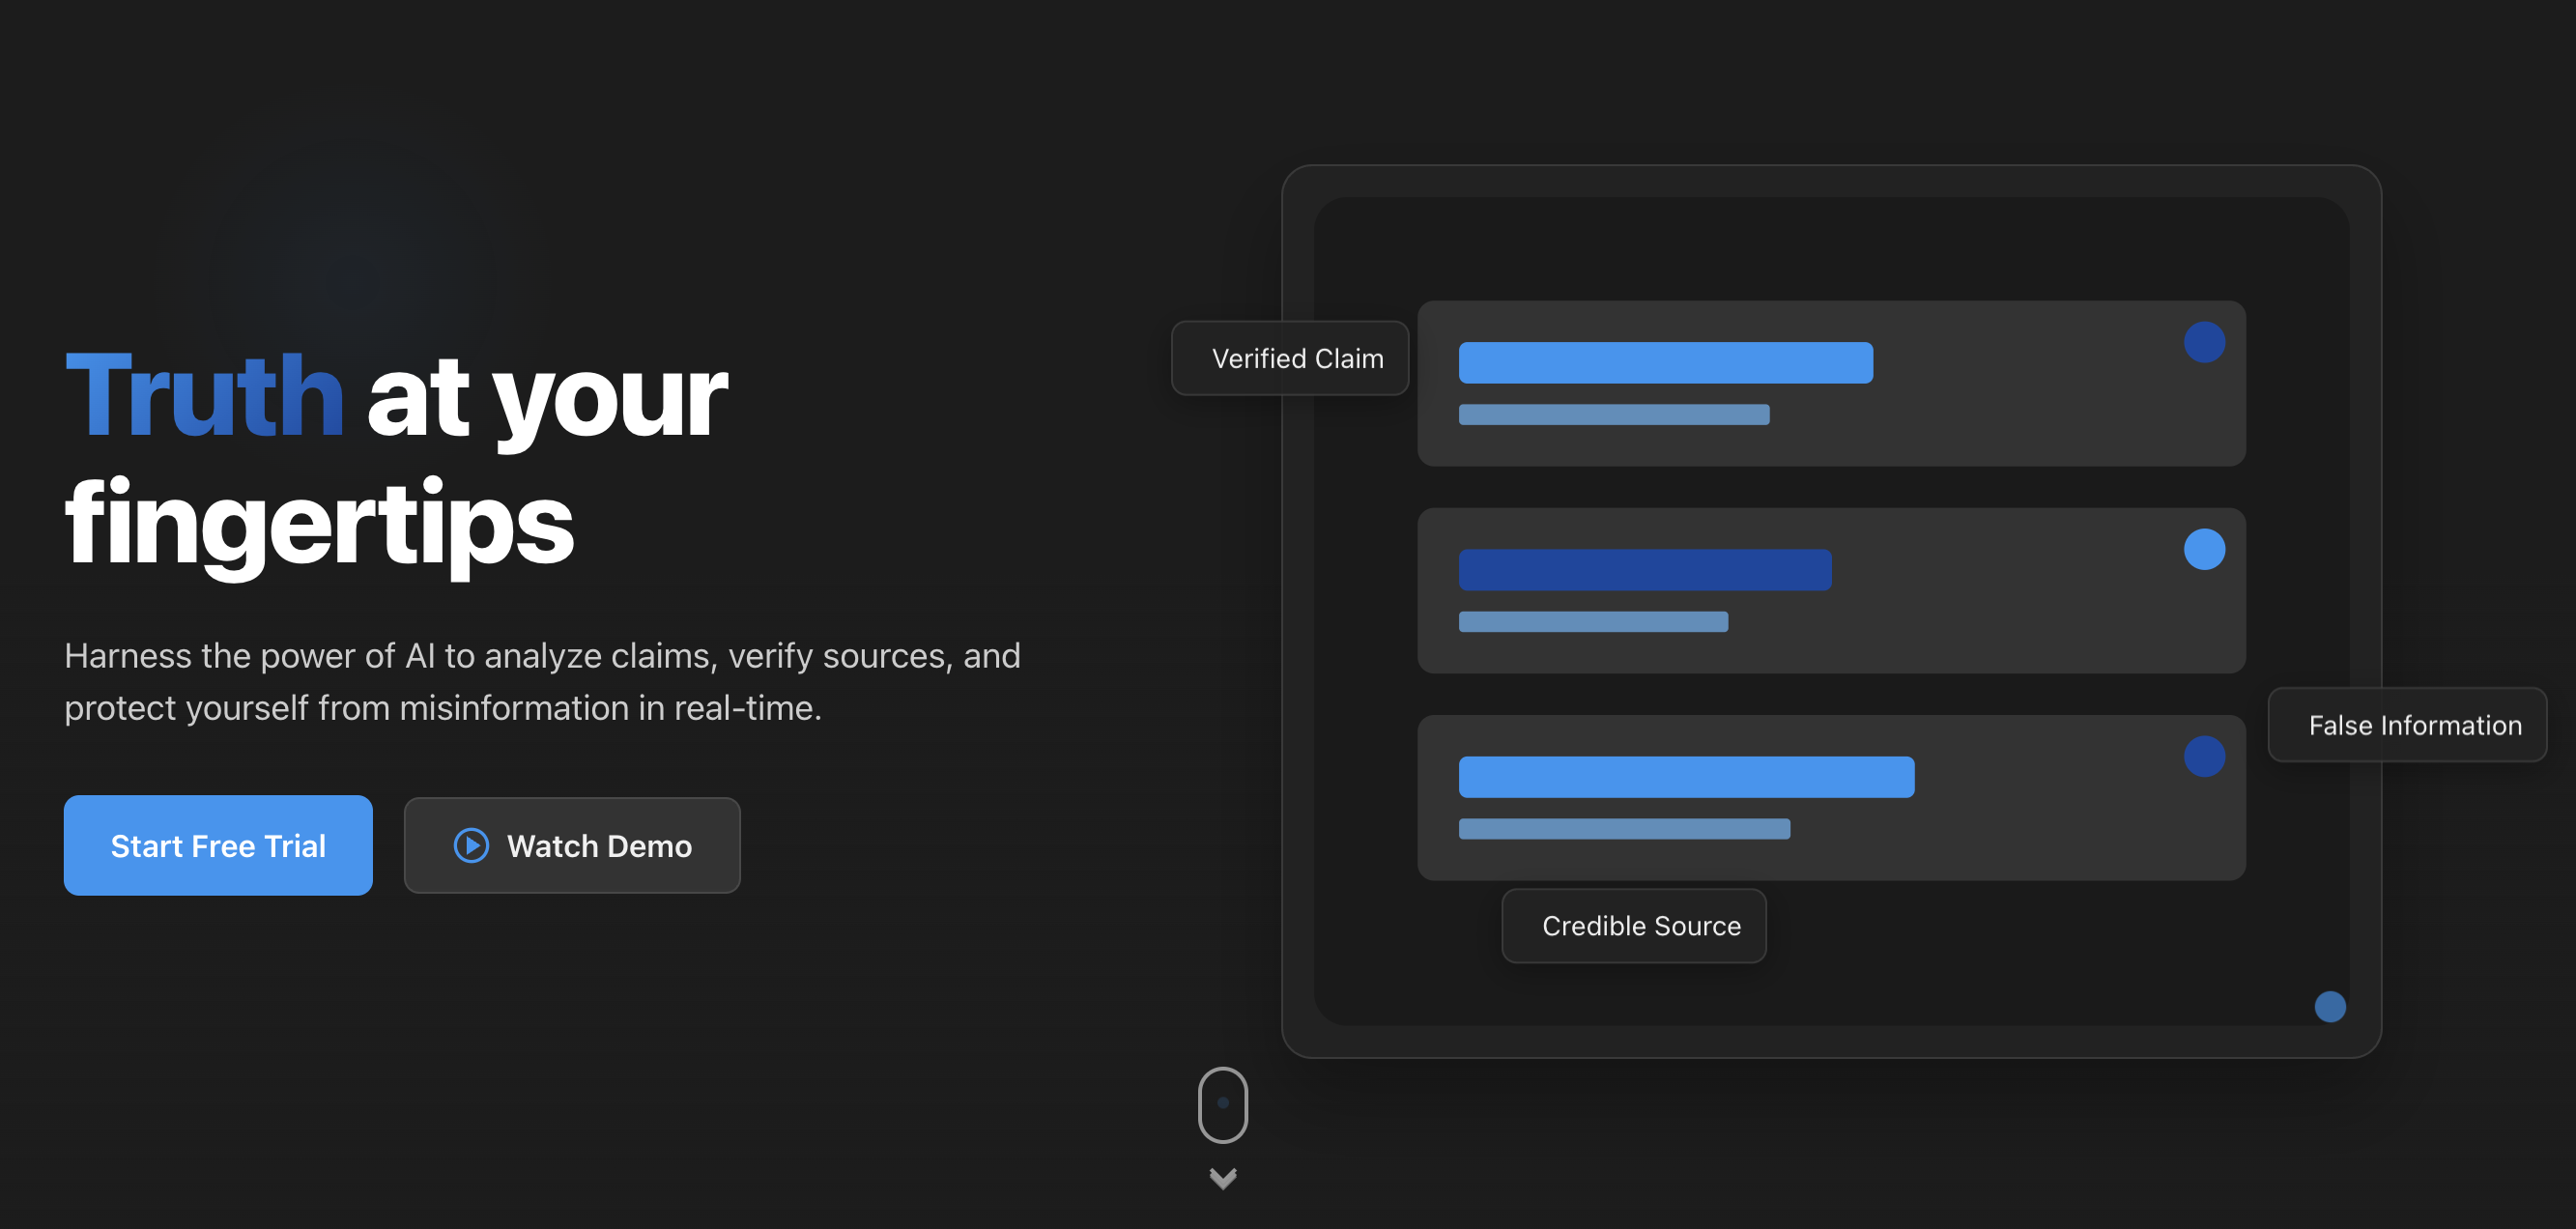 Truth at your
fingertips
Harness the power of AI to analyze claims, verify sources, and
protect yourself from misinformation in real-time.
Start Free Trial
Watch Demo
Verified Claim
False Information
Credible Source